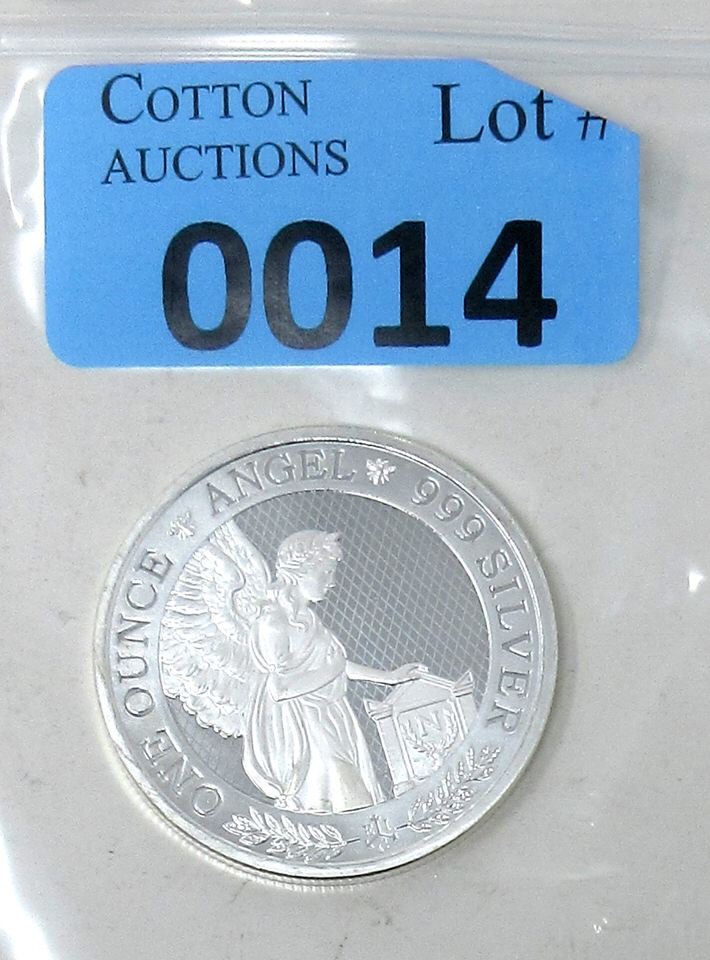 COTTON
AUCTIONS
Lot #
0014
ONE OUNCE ANGEL 999 SILVER
N